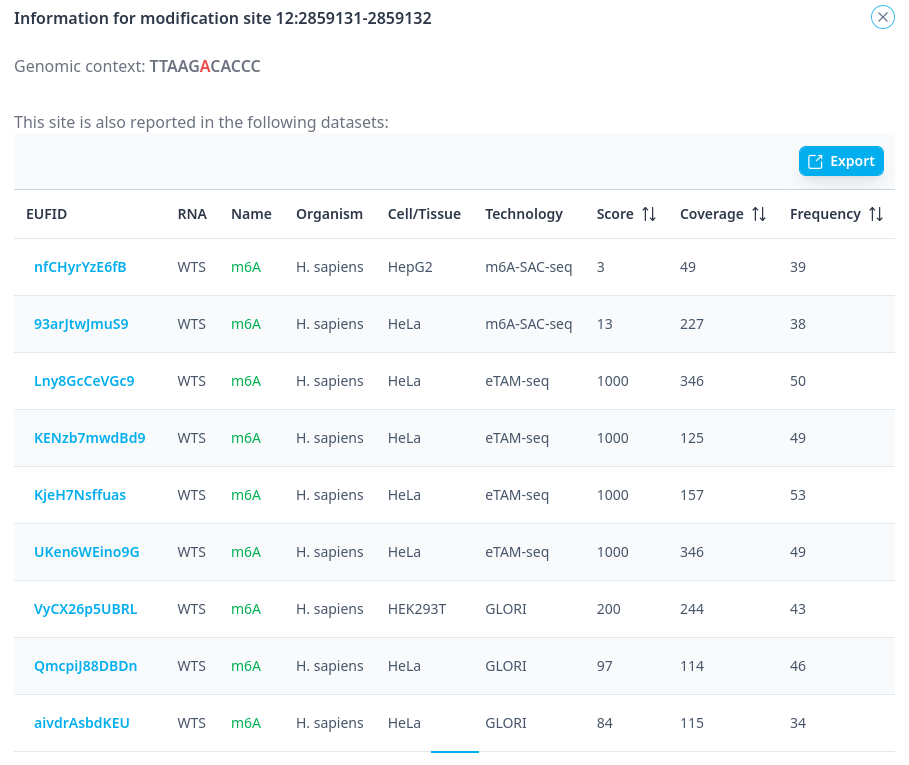 Information for modification site 12:2859131-2859132
Genomic context: TTAAGACACCC
This site is also reported in the following datasets:
Export
EUFID RNA Name Organism Cell/Tissue Technology Score Coverage Frequency
nfCHyrYzE6fB WTS m6A H. sapiens HepG2 m6A-SAC-seq 3 49 39
93arJtwJmuS9 WTS m6A H. sapiens HeLa m6A-SAC-seq 13 227 38
Lny8GcCeVGc9 WTS m6A H. sapiens HeLa eTAM-seq 1000 346 50
KENzb7mwdBd9 WTS m6A H. sapiens HeLa eTAM-seq 1000 125 49
KjeH7Nsffuas WTS m6A H. sapiens HeLa eTAM-seq 1000 157 53
UKen6WEino9G WTS m6A H. sapiens HeLa eTAM-seq 1000 346 49
VyCX26p5UBRL WTS m6A H. sapiens HEK293T GLORI 200 244 43
QmcpiJ88DBDn WTS m6A H. sapiens HeLa GLORI 97 114 46
aivdrAsbdKEU WTS m6A H. sapiens HeLa GLORI 84 115 34